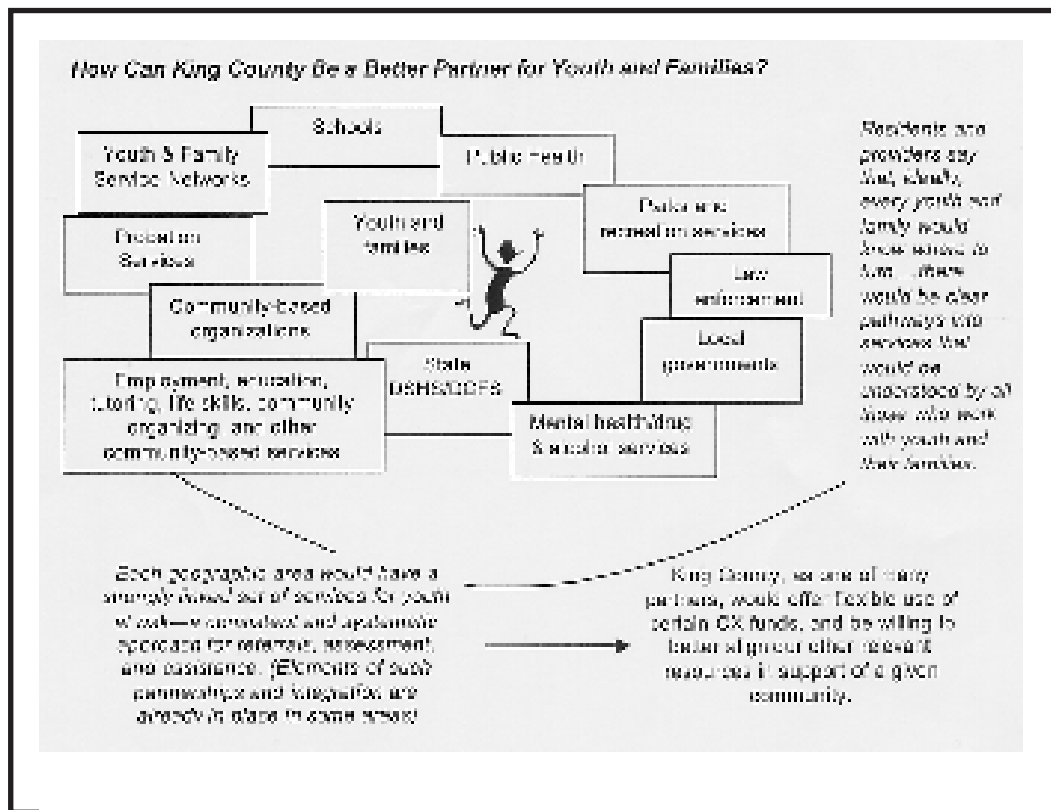 How Can King County Be a Better Partner for Youth and Families?
Schools
Youth & Family
Service Networks
Public health
Youth and
families
Parks and
recreation services
Probation
Services
Law
enforcement
Community-based
organizations
Local
governments
State
DSHS/DCFS
Employment, education,
tutoring, life skills, community
organizing, and other
community-based services
Mental health/drug
& alcohol services
Residents and
providers say
that, ideally,
every youth and
family would
know where to
turn...there
would be clear
pathways into
services that
would be
understood by all
those who work
with youth and
their families.
Each geographic area would have a
strongly linked set of services for youth
at risk—a consistent and systematic
approach for referrals, assessment,
and assistance. (Elements of such
partnerships and integration are
already in place in some areas)
King County, as one of many
partners, would offer flexible use of
certain CX funds, and be willing to
better align our other relevant
resources in support of a given
community.